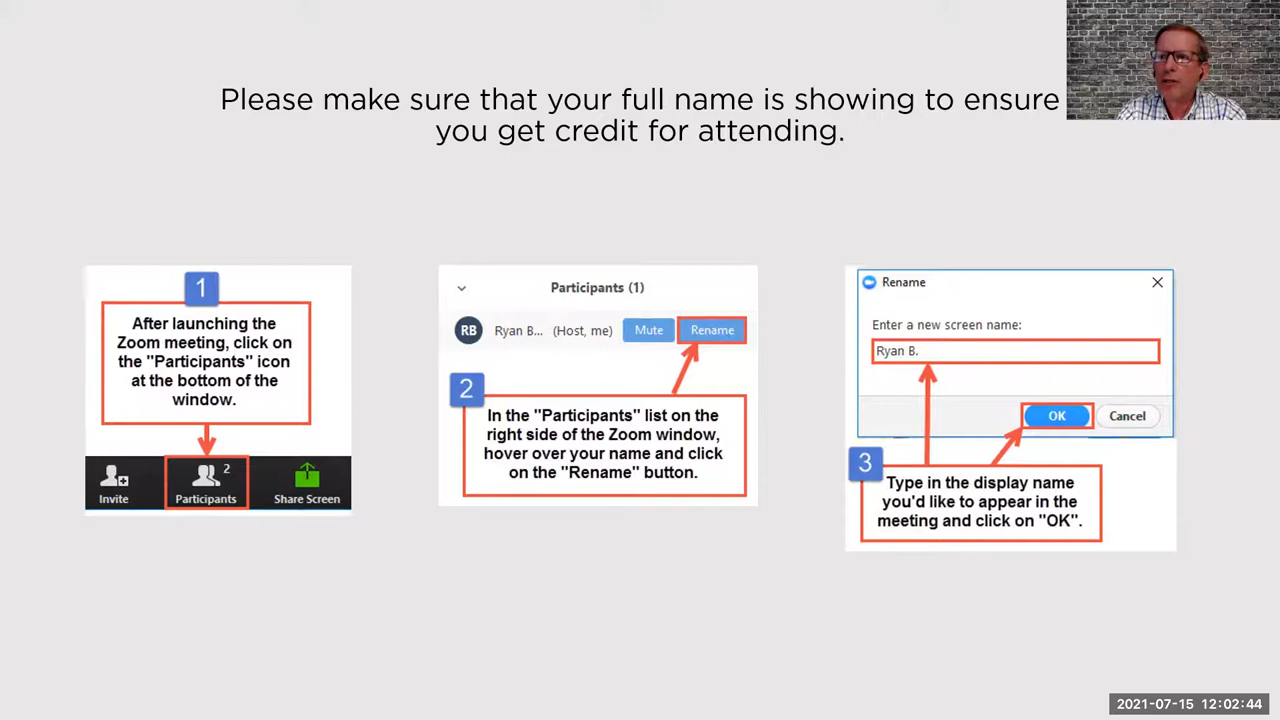 Please make sure that your full name is showing to ensure
you get credit for attending.
1
After launching the
Zoom meeting, click on
the "Participants" icon
at the bottom of the
window.
Invite
2
Participants
Share Screen
Participants (1)
RB Ryan B... (Host, me) Mute Rename
2
In the "Participants" list on the
right side of the Zoom window,
hover over your name and click
on the "Rename" button.
Rename
Enter a new screen name:
Ryan B.
OK Cancel
3
Type in the display name
you'd like to appear in the
meeting and click on "OK".
2021-07-15 12:02:44